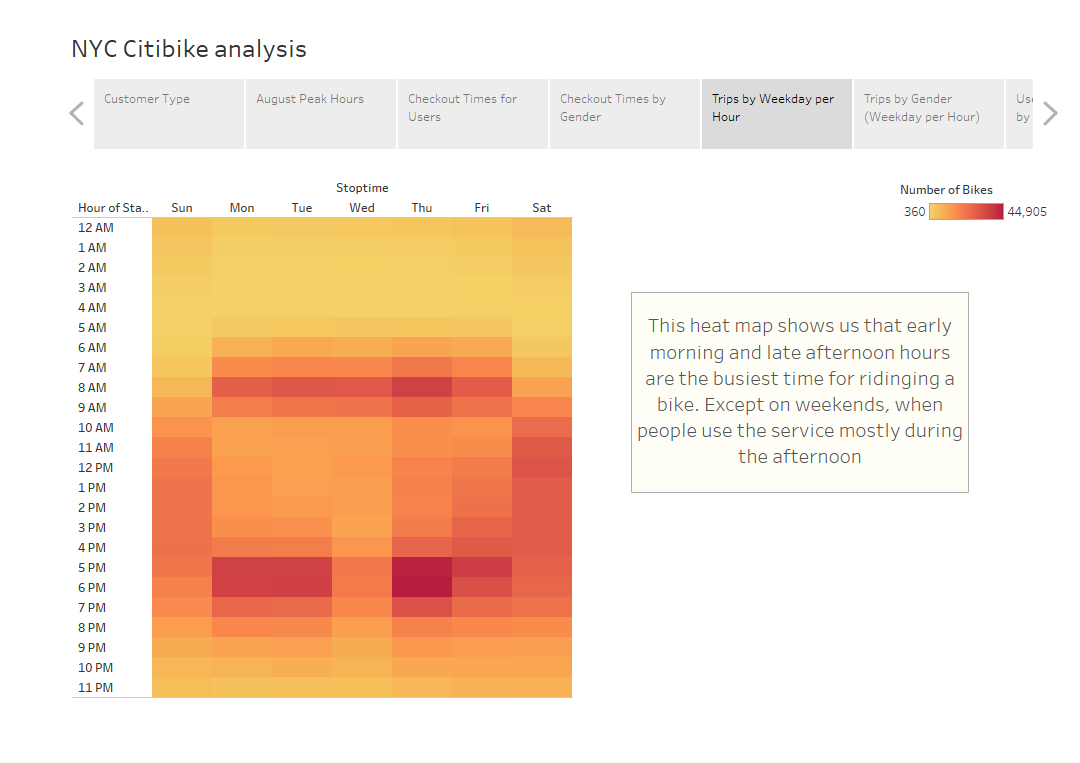 NYC Citibike analysis
Customer Type
August Peak Hours
Checkout Times for
Users
Checkout Times by
Gender
Trips by Weekday per
Hour
Trips by Gender
(Weekday per Hour)
Use
by
Stoptime
Hour of Sta.. Sun Mon Tue Wed Thu Fri Sat
12 AM
1 AM
2 AM
3 AM
4 AM
5 AM
6 AM
7 AM
8 AM
9 AM
10 AM
11 AM
12 PM
1 PM
2 PM
3 PM
4 PM
5 PM
6 PM
7 PM
8 PM
9 PM
10 PM
11 PM
Number of Bikes
360 44,905
This heat map shows us that early
morning and late afternoon hours
are the busiest time for ridinging a
bike. Except on weekends, when
people use the service mostly during
the afternoon